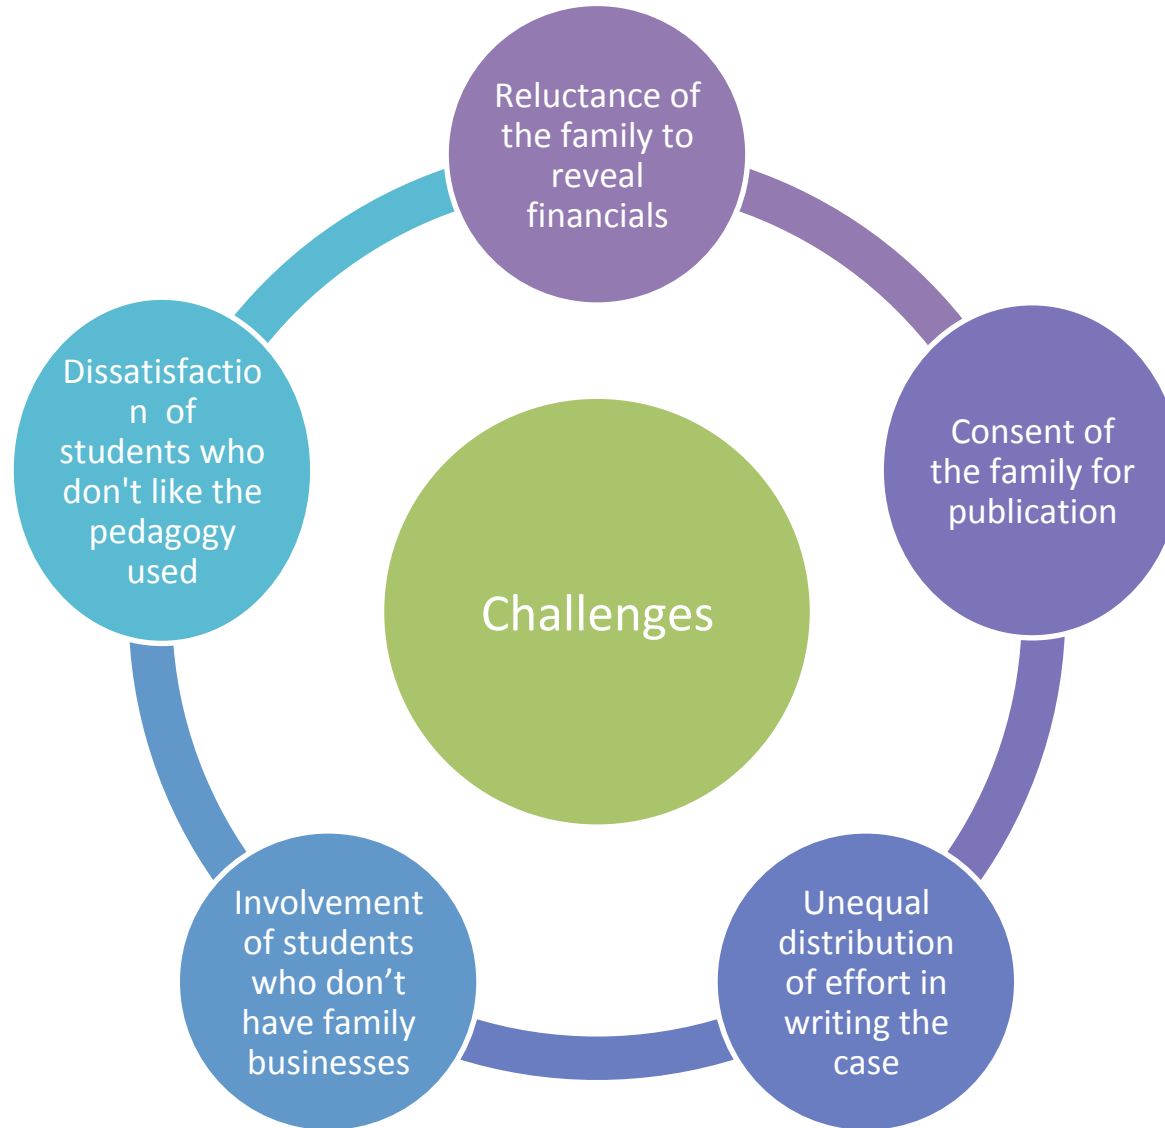 Reluctance of
the family to
reveal
financials
Consent of
the family for
publication
Unequal
distribution
of effort in
writing the
case
Involvement
of students
who don’t
have family
businesses
Dissatisfactio
n  of
students who
don't like the
pedagogy
used
Challenges